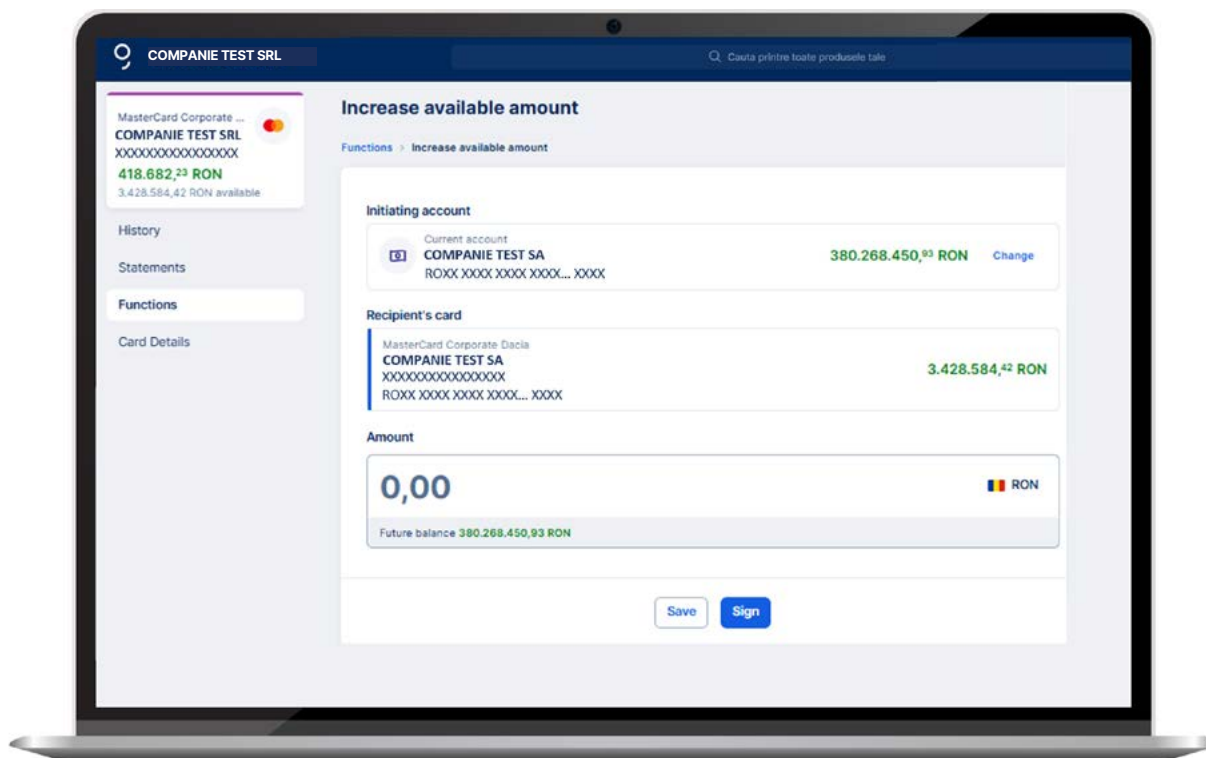 COMPANIE TEST SRL
Cauta printre toate produsele tale
MasterCard Corporate ...
COMPANIE TEST SRL
XXXXXXXXXXXXXXXX
418.682,23 RON
3.428.584,42 RON available
History
Statements
Functions
Card Details
Increase available amount
Functions > Increase available amount
Initiating account
Current account
COMPANIE TEST SA
ROXX XXXX XXXX XXXX... XXXX
380.268.450,93 RON Change
Recipient's card
MasterCard Corporate Dacia
COMPANIE TEST SA
XXXXXXXXXXXXXXXX
ROXX XXXX XXXX XXXX... XXXX
3.428.584,42 RON
Amount
0,00
RON
Future balance 380.268.450,93 RON
Save Sign